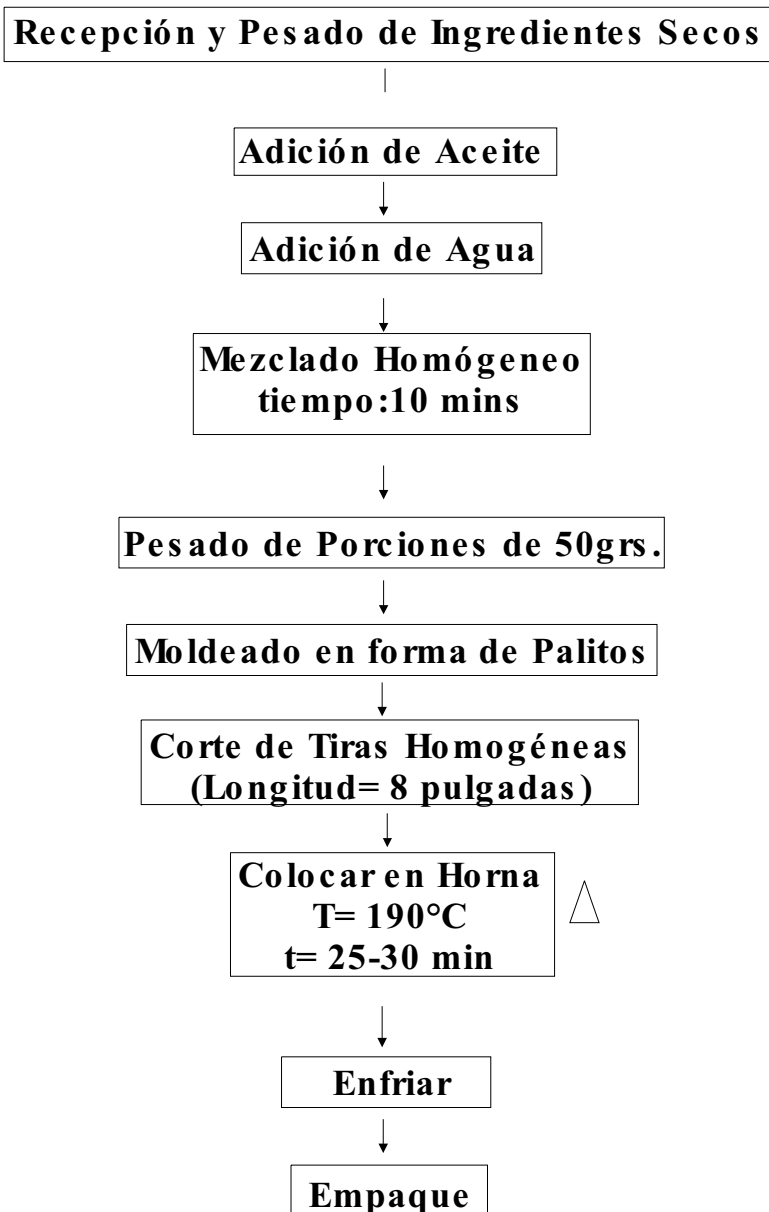 Recepción y Pesado de Ingredientes Secos
Adición de Aceite
Adición de Agua
Mezclado Homógeneo
tiempo:10 mins
Pesado de Porciones de 50grs.
Moldeado en forma de Palitos
Corte de Tiras Homogéneas
(Longitud= 8 pulgadas)
Colocar en Horna
T= 190°C
t= 25-30 min
Enfriar
Empaque